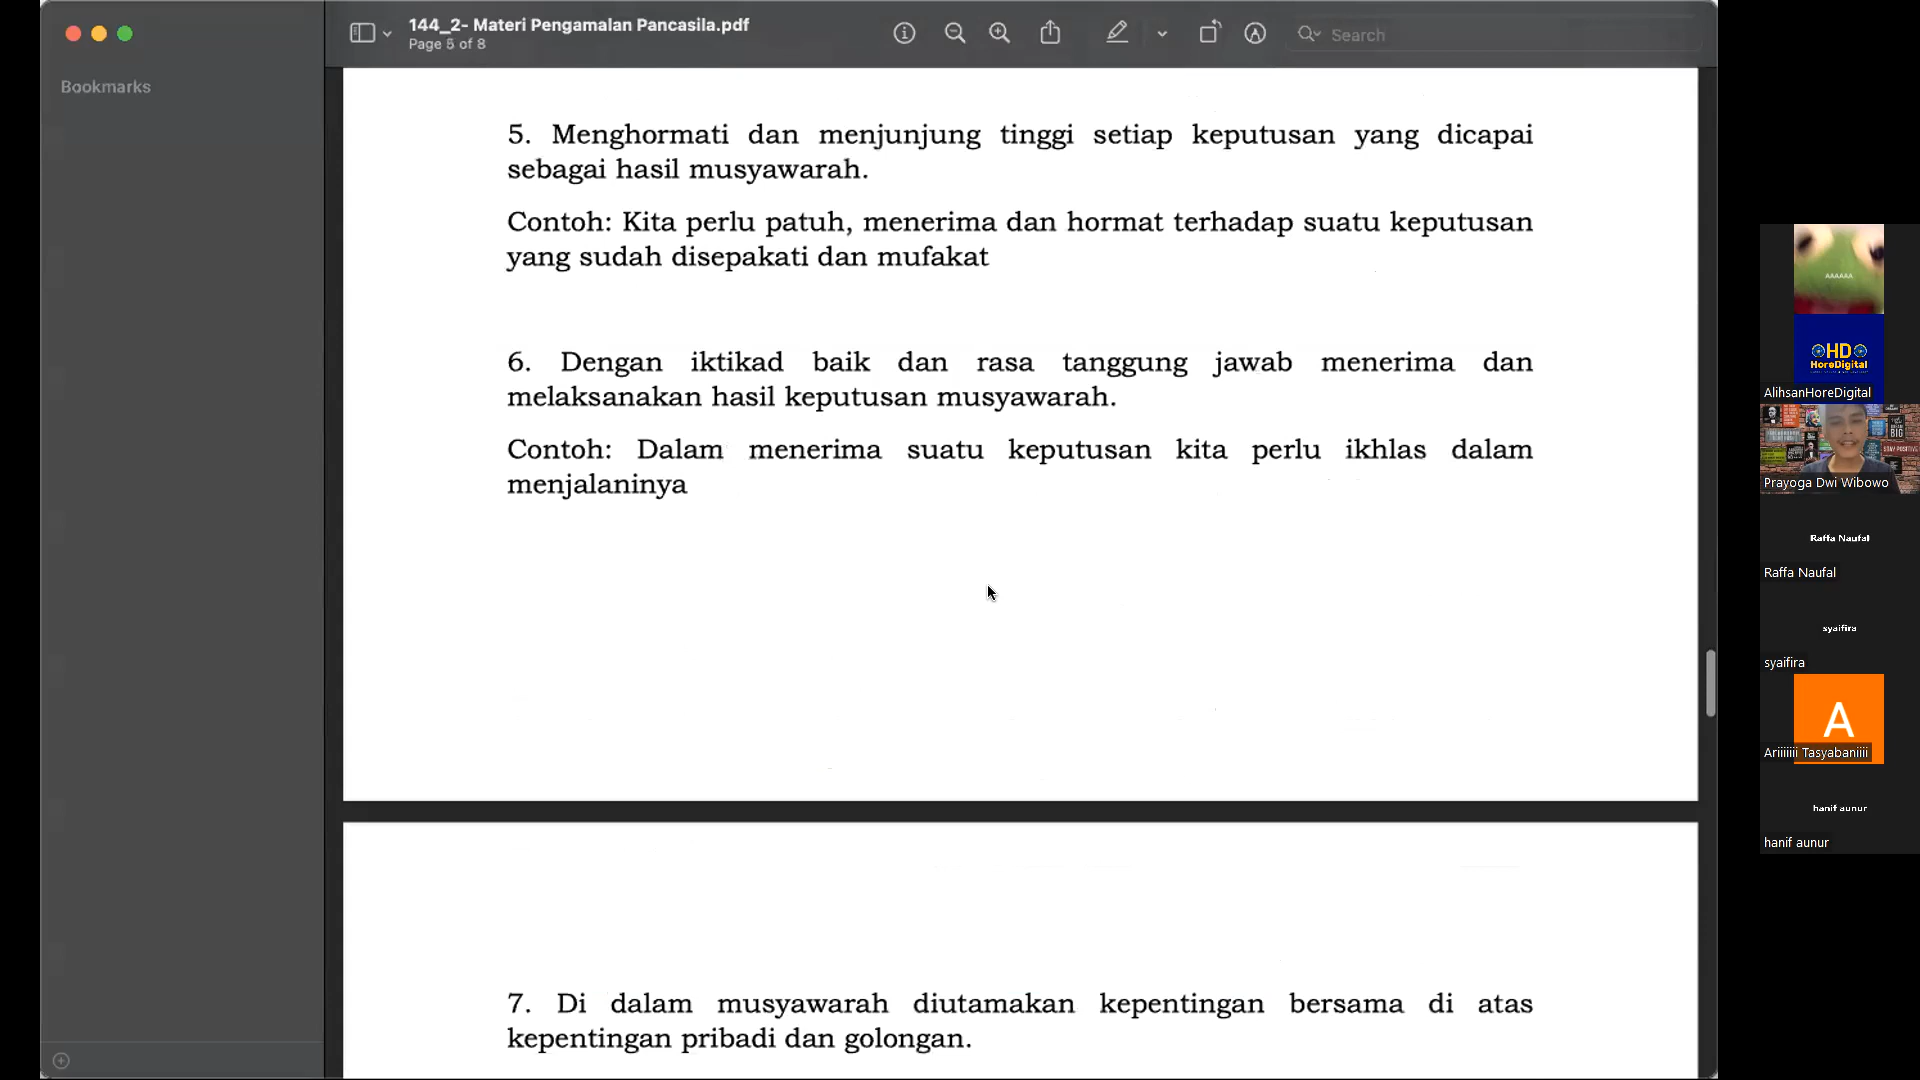 144_2- Materi Pengamalan Pancasila.pdf
Page 5 of 8
Search
Bookmarks
5. Menghormati dan menjunjung tinggi setiap keputusan yang dicapai
sebagai hasil musyawarah.
Contoh: Kita perlu patuh, menerima dan hormat terhadap suatu keputusan
yang sudah disepakati dan mufakat
6. Dengan iktikad baik dan rasa tanggung jawab menerima dan
melaksanakan hasil keputusan musyawarah.
Contoh: Dalam menerima suatu keputusan kita perlu ikhlas dalam
menjalaninya
7. Di dalam musyawarah diutamakan kepentingan bersama di atas
kepentingan pribadi dan golongan.
AAAAAA
HD
HoreDigital
AlihsanHoreDigital
BIG
STAY POSITIVE
Prayoga Dwi Wibowo
Raffa Naufal
Raffa Naufal
syaifira
syaifira
A
Ariiiiiii Tasyabaniiii
hanif aunur
hanif aunur